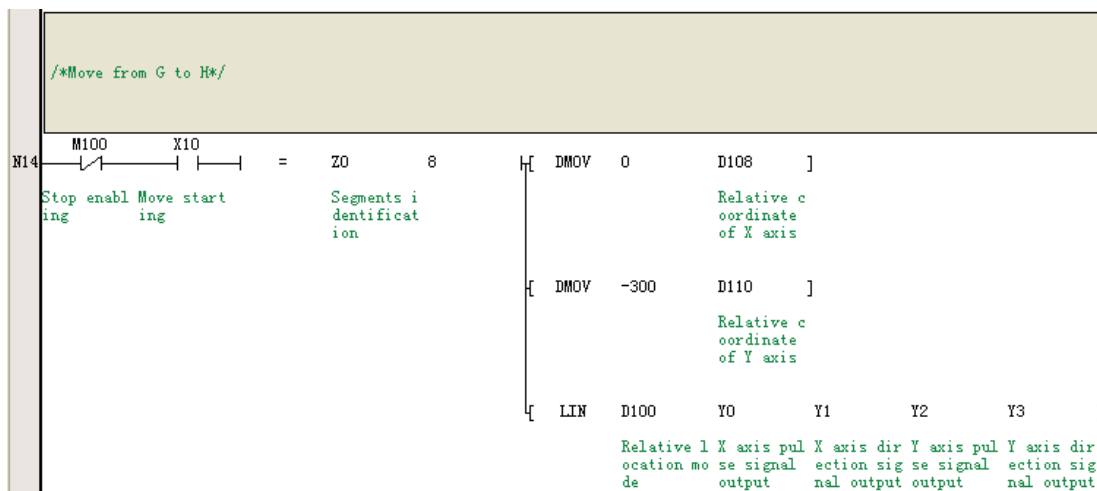 /*Move from G to H*/
M100 X10
N14 = Z0 8 [ DMOV 0 D108 ]
Stop enabl Move start Segments i Relative c
ing ing dentificat oordinate
ion of X axis
[ DMOV -300 D110 ]
Relative c
oordinate
of Y axis
[ LIN D100 Y0 Y1 Y2 Y3
Relative l X axis pul X axis dir Y axis pul Y axis dir
ocation mo se signal ection sig se signal ection sig
de output nal output output nal output